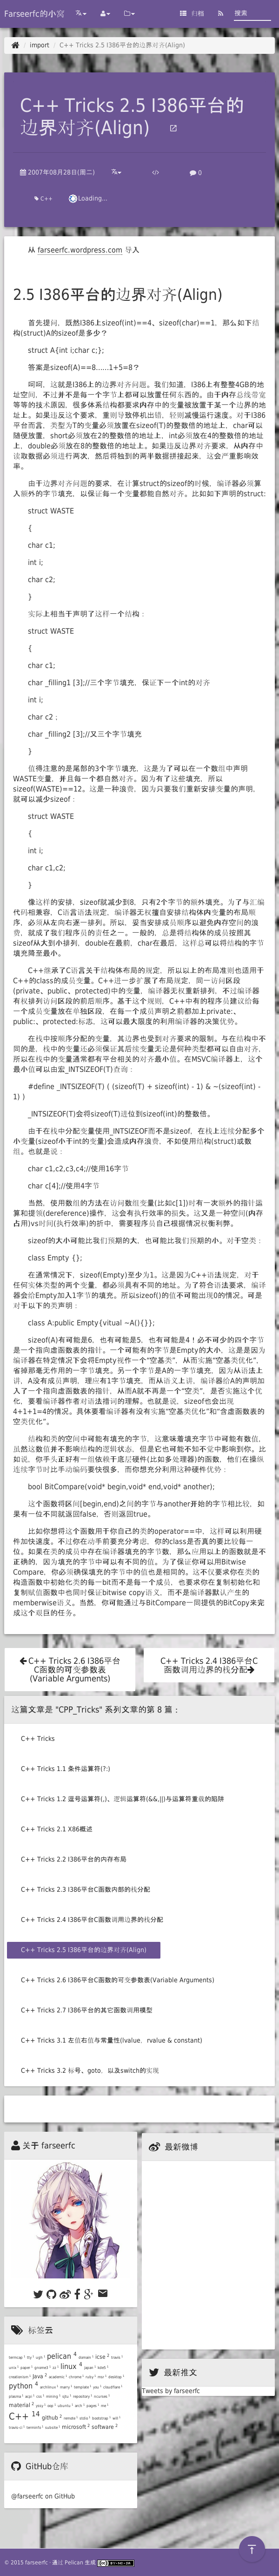 Farseerfc的小窝
归档
搜索
import / C++ Tricks 2.5 I386平台的边界对齐(Align)
C++ Tricks 2.5 I386平台的
边界对齐(Align)
2007年08月28日(周二)
0
C++
Loading...
从 farseerfc.wordpress.com 导入
2.5 I386平台的边界对齐(Align)
首先提问，既然I386上sizeof(int)==4、sizeof(char)==1，那么如下结
构(struct)A的sizeof是多少？
struct A{int i;char c;};
答案是sizeof(A)==8……1+5=8？
呵呵，这就是I386上的边界对齐问题。我们知道，I386上有整整4GB的地
址空间，不过并不是每一个字节上都可以放置任何东西的。由于内存总线带宽
等等的技术原因，很多体系结构都要求内存中的变量被放置于某一个边界的地
址上。如果违反这个要求，重则导致停机出错，轻则减慢运行速度。对于I386
平台而言，类型为T的变量必须放置在sizeof(T)的整数倍的地址上，char可以
随便放置，short必须放在2的整数倍的地址上，int必须放在4的整数倍的地址
上，double必须放在8的整数倍的地址上。如果违反边界对齐要求，从内存中
读取数据必须进行两次，然后将独到的两半数据拼接起来，这会严重影响效
率。
由于边界对齐问题的要求，在计算struct的sizeof的时候，编译器必须算
入额外的字节填充，以保证每一个变量都能自然对齐。比如如下声明的struct:
struct WASTE
{
char c1;
int i;
char c2;
}
实际上相当于声明了这样一个结构：
struct WASTE
{
char c1;
char _filling1 [3];//三个字节填充，保证下一个int的对齐
int i;
char c2；
char _filling2 [3];//又三个字节填充
}
值得注意的是尾部的3个字节填充，这是为了可以在一个数组中声明
WASTE变量，并且每一个都自然对齐。因为有了这些填充，所以
sizeof(WASTE)==12。这是一种浪费，因为只要我们重新安排变量的声明，
就可以减少sizeof：
struct WASTE
{
int i;
char c1,c2;
}
像这样的安排，sizeof就减少到8，只有2个字节的额外填充。为了与汇编
代码相兼容，C语言语法规定，编译器无权擅自安排结构体内变量的布局顺
序，必须从左向右逐一排列。所以，妥当安排成员顺序以避免内存空间的浪
费，就成了我们程序员的责任之一。一般的，总是将结构体的成员按照其
sizeof从大到小排列，double在最前，char在最后，这样总可以将结构的字节
填充降至最小。
C++继承了C语言关于结构体布局的规定，所以以上的布局准则也适用于
C++的class的成员变量。C++进一步扩展了布局规定，同一访问区段
(private、public、protected)中的变量，编译器无权重新排列，不过编译器
有权排列访问区段的前后顺序。基于这个规则，C++中有的程序员建议给每一
个成员变量放在单独区段，在每一个成员声明之前都加上private:、
public:、protected:标志，这可以最大限度的利用编译器的决策优势。
在栈中按顺序分配的变量，其边界也受到对齐要求的限制。与在结构中不
同的是，栈中的变量还必须保证其后续变量无论是何种类型都可以自由对齐，
所以在栈中的变量通常都有平台相关的对齐最小值。在MSVC编译器上，这个
最小值可以由宏_INTSIZEOF(T)查询：
#define _INTSIZEOF(T) ( (sizeof(T) + sizeof(int) - 1) & ~(sizeof(int) -
1) )
_INTSIZEOF(T)会将sizeof(T)进位到sizeof(int)的整数倍。
由于在栈中分配变量使用_INTSIZEOF而不是sizeof，在栈上连续分配多个
小变量(sizeof小于int的变量)会造成内存浪费，不如使用结构(struct)或数
组。也就是说：
char c1,c2,c3,c4;//使用16字节
char c[4];//使用4字节
当然，使用数组的方法在访问数组变量(比如c[1])时有一次额外的指针运
算和提领(dereference)操作，这会有执行效率的损失。这又是一种空间(内存
占用)vs时间(执行效率)的折中，需要程序员自己根据情况权衡利弊。
sizeof的大小可能比我们预期的大，也可能比我们预期的小。对于空类：
class Empty {};
在通常情况下，sizeof(Empty)至少为1。这是因为C++语法规定，对于
任何实体类型的两个变量，都必须具有不同的地址。为了符合语法要求，编译
器会给Empty加入1字节的填充。所以sizeof()的值不可能出现0的情况。可是
对于以下的类声明：
class A:public Empty{vitual ~A(){}};
sizeof(A)有可能是6，也有可能是5，也有可能是4！必不可少的四个字节
是一个指向虚函数表的指针。一个可能有的字节是Empty的大小，这是是因为
编译器在特定情况下会将Empty视作一个“空基类”，从而实施“空基类优化”，
省掉那毫无作用的一字节填充。另一个字节是A的一字节填充，因为从语法上
讲，A没有成员声明，理应有1字节填充，而从语义上讲，编译器给A的声明加
入了一个指向虚函数表的指针，从而A就不再是一个“空类”，是否实施这个优
化，要看编译器作者对语法措词的理解。也就是说，sizeof也会出现
4+1+1=4的情况。具体要看编译器有没有实施“空基类优化”和“含虚函数表的
空类优化”。
结构和类的空间中可能有填充的字节，这意味着填充字节中可能有数值，
虽然这数值并不影响结构的逻辑状态，但是它也可能不知不觉中影响到你。比
如说，你手头正好有一组依赖于底层硬件(比如多处理器)的函数，他们在操纵
连续字节时比手动编码要快很多，而你想充分利用这种硬件优势：
bool BitCompare(void* begin,void* end,void* another);
这个函数将区间[begin,end)之间的字节与another开始的字节相比较，如
果有一位不同就返回false，否则返回true。
比如你想将这个函数用于你自己的类的operator==中，这样可以利用硬件
加快速度。不过你在动手前要充分考虑，你的class是否真的要比较每一
位。如果在类的成员中存在编译器填充的字节数，那么应用以上的函数就是不
正确的，因为填充的字节中可以有不同的值。为了保证你可以用Bitwise
Compare，你必须确保填充的字节中的值也是相同的。这不仅要求你在类的
构造函数中初始化类的每一bit而不是每一个成员，也要求你在复制初始化和
复制赋值函数中也同时保证bitwise copy语义，而不是编译器默认产生的
memberwise语义。当然，你可能通过与BitCompare一同提供的BitCopy来完
成这个艰巨的任务。
C++ Tricks 2.6 I386平台
C函数的可变参数表
(Variable Arguments)
C++ Tricks 2.4 I386平台C
函数调用边界的栈分配
这篇文章是 "CPP_Tricks" 系列文章的第 8 篇：
C++ Tricks
C++ Tricks 1.1 条件运算符(?:)
C++ Tricks 1.2 逗号运算符(,)、逻辑运算符(&&,||)与运算符重载的陷阱
C++ Tricks 2.1 X86概述
C++ Tricks 2.2 I386平台的内存布局
C++ Tricks 2.3 I386平台C函数内部的栈分配
C++ Tricks 2.4 I386平台C函数调用边界的栈分配
C++ Tricks 2.5 I386平台的边界对齐(Align)
C++ Tricks 2.6 I386平台C函数的可变参数表(Variable Arguments)
C++ Tricks 2.7 I386平台的其它函数调用模型
C++ Tricks 3.1 左值右值与常量性(lvalue，rvalue & constant)
C++ Tricks 3.2 标号、goto，以及switch的实现
关于 farseerfc
最新微博
标签云
pelican 4
icse 2
linux 4
java 2
python 4
material 2
C++ 14
github 2
microsoft 2 software 2
最新推文
Tweets by farseerfc
GitHub仓库
@farseerfc on GitHub
© 2015 farseerfc · 通过 Pelican 生成